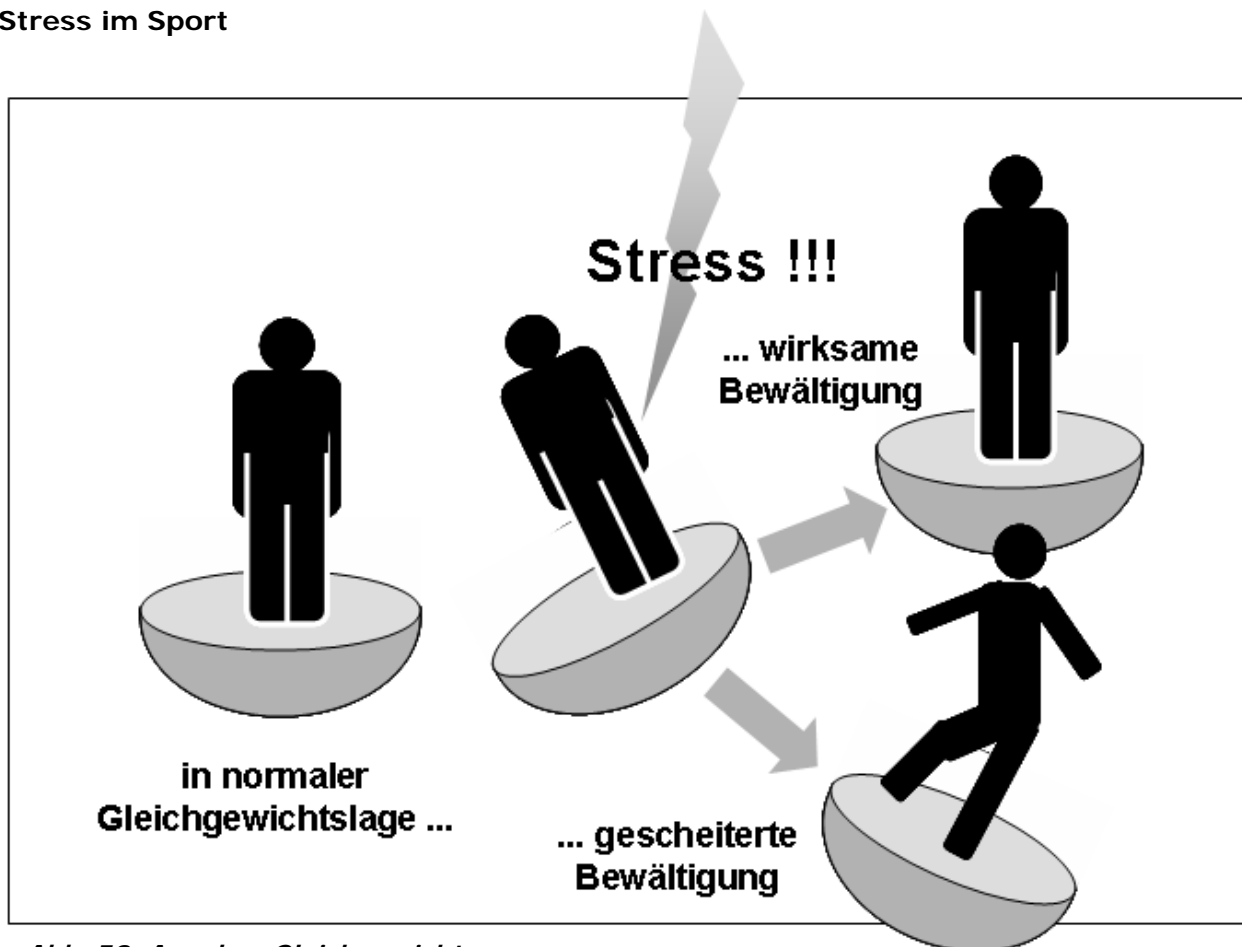 Stress im Sport
Stress !!!
... wirksame
Bewältigung
in normaler
Gleichgewichtslage ...
... gescheiterte
Bewältigung